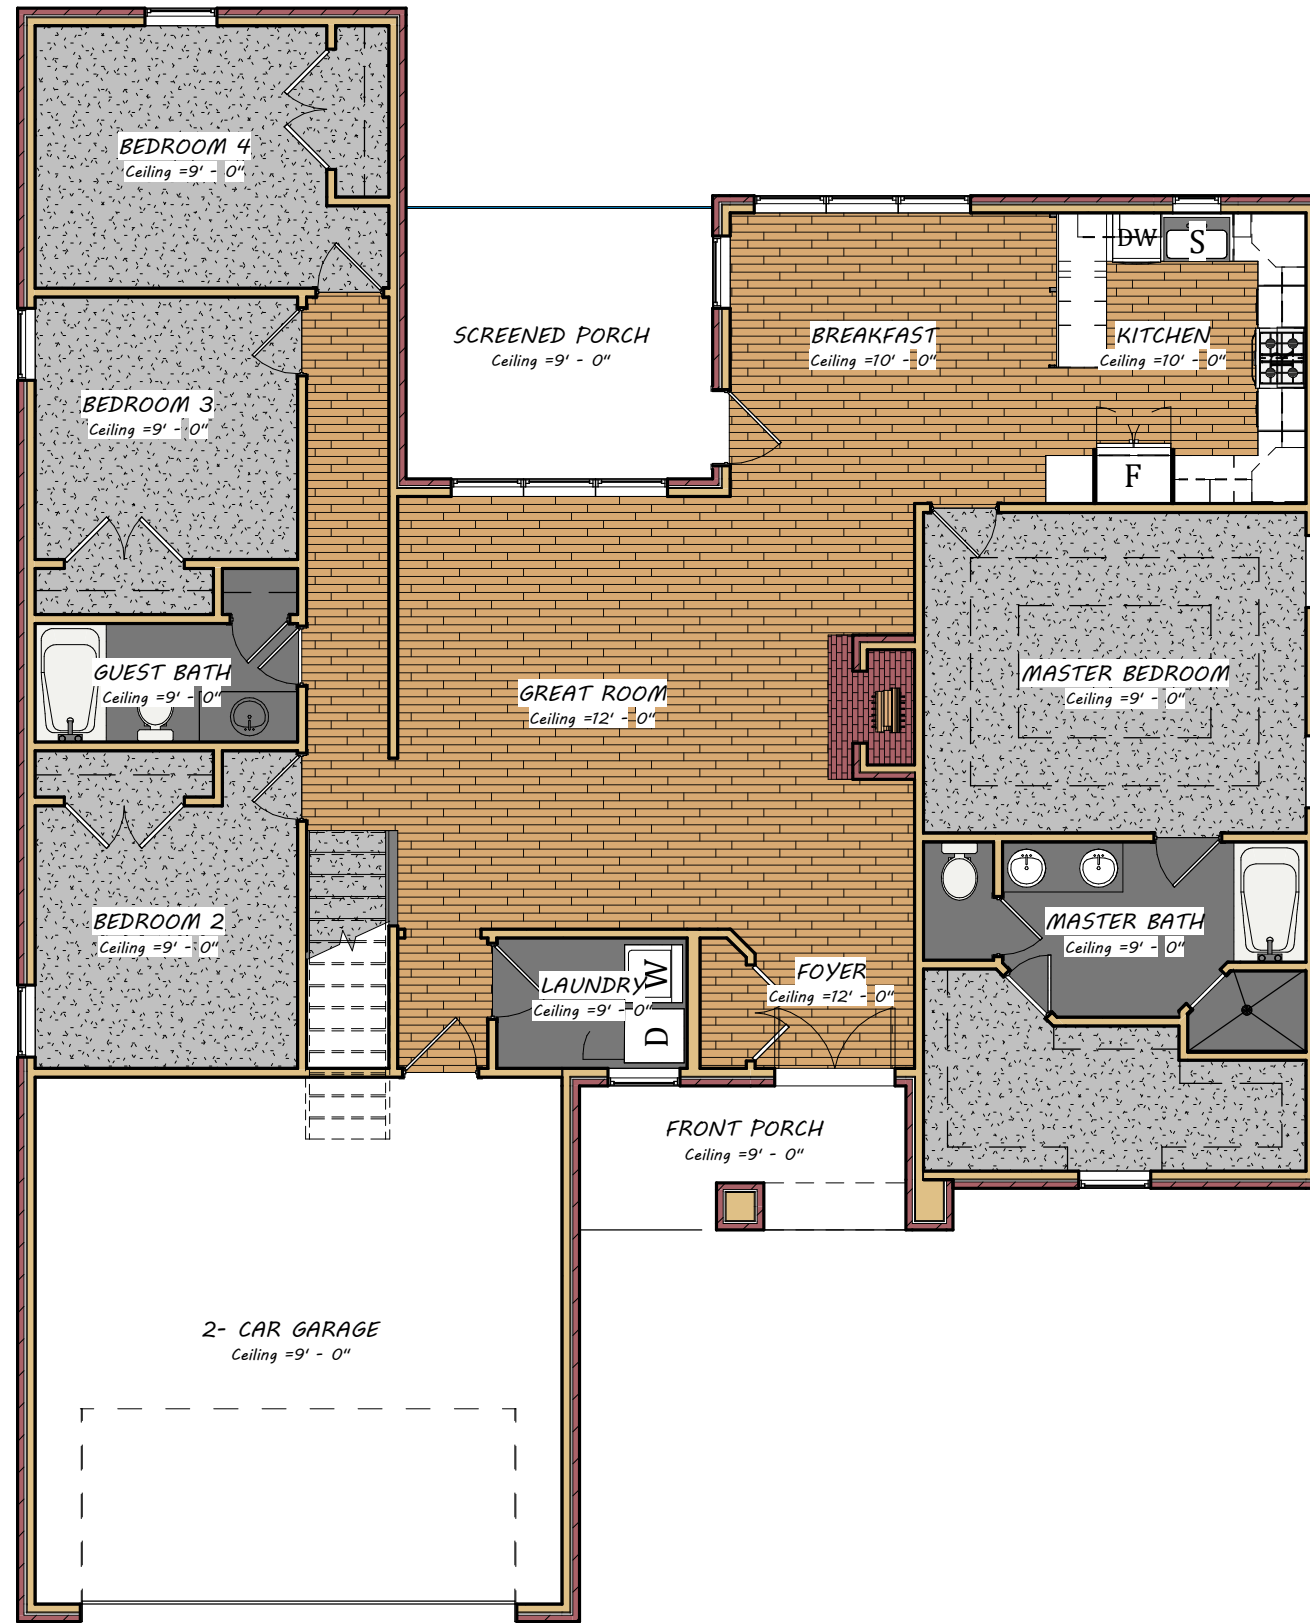 BEDROOM 4
Ceiling =9' - 0"
DW
S
SCREENED PORCH
Ceiling =9' - 0"
BREAKFAST
Ceiling =10' - 0"
KITCHEN
Ceiling =10' - 0"
BEDROOM 3
Ceiling =9' - 0"
F
GUEST BATH
Ceiling =9' - 0"
GREAT ROOM
Ceiling =12' - 0"
MASTER BEDROOM
Ceiling =9' - 0"
BEDROOM 2
Ceiling =9' - 0"
MASTER BATH
Ceiling =9' - 0"
LAUNDRY
Ceiling =9' - 0"
W
D
FOYER
Ceiling =12' - 0"
FRONT PORCH
Ceiling =9' - 0"
2- CAR GARAGE
Ceiling =9' - 0"